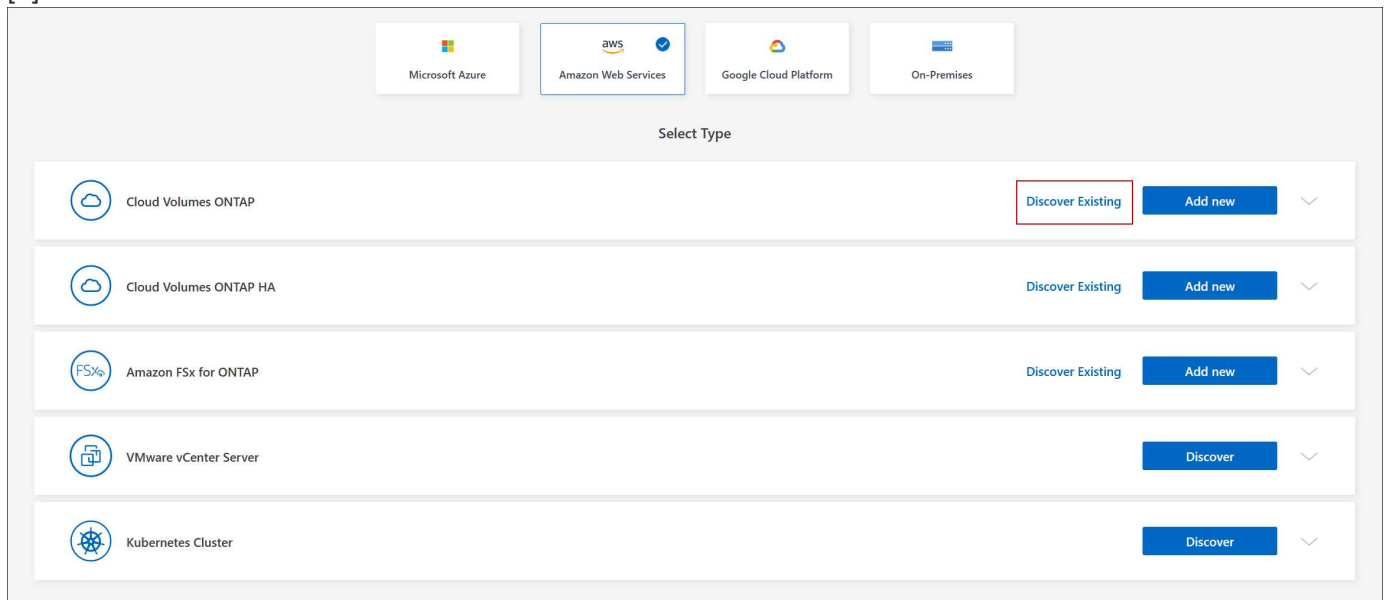 aws
Microsoft Azure
Amazon Web Services
Google Cloud Platform
On-Premises
Select Type
Cloud Volumes ONTAP
Discover Existing
Add new
Cloud Volumes ONTAP HA
Discover Existing
Add new
FSx
Amazon FSx for ONTAP
Discover Existing
Add new
VMware vCenter Server
Discover
Kubernetes Cluster
Discover